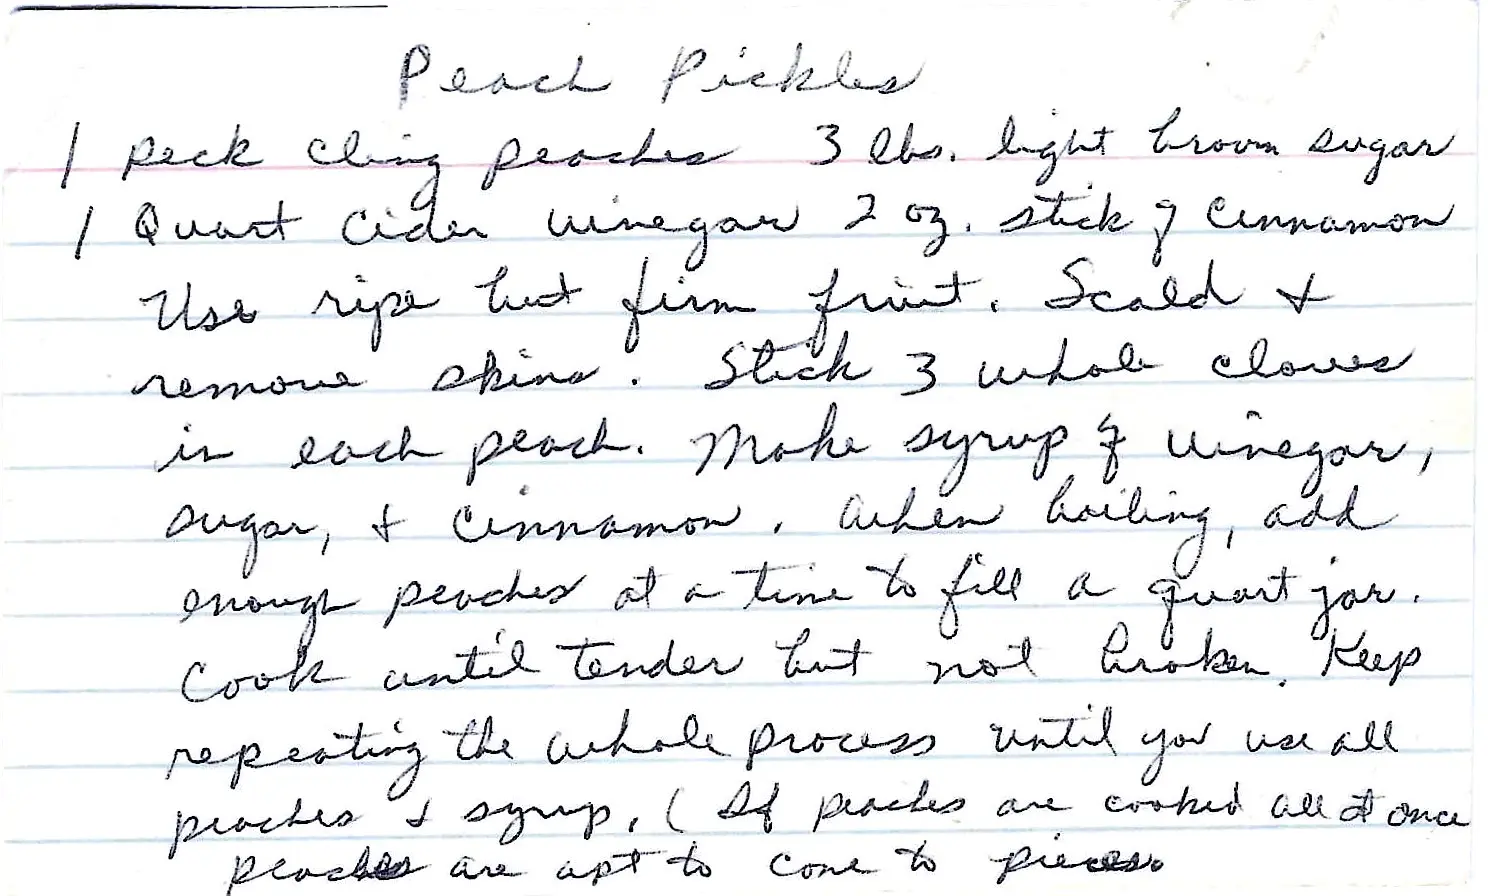 Peach Pickles
1 peck cling peaches 3 lbs. light brown sugar
1 Quart Cider vinegar 2 oz. stick of Cinnamon
Use ripe but firm fruit. Scald &
remove skins. Stick 3 whole cloves
in each peach. Make syrup of vinegar,
sugar, & cinnamon. When boiling, add
enough peaches at a time to fill a quart jar.
Cook until tender but not broken. Keep
repeating the whole process until you use all
peaches & syrup. (If peaches are cooked all at once
peaches are apt to come to pieces.